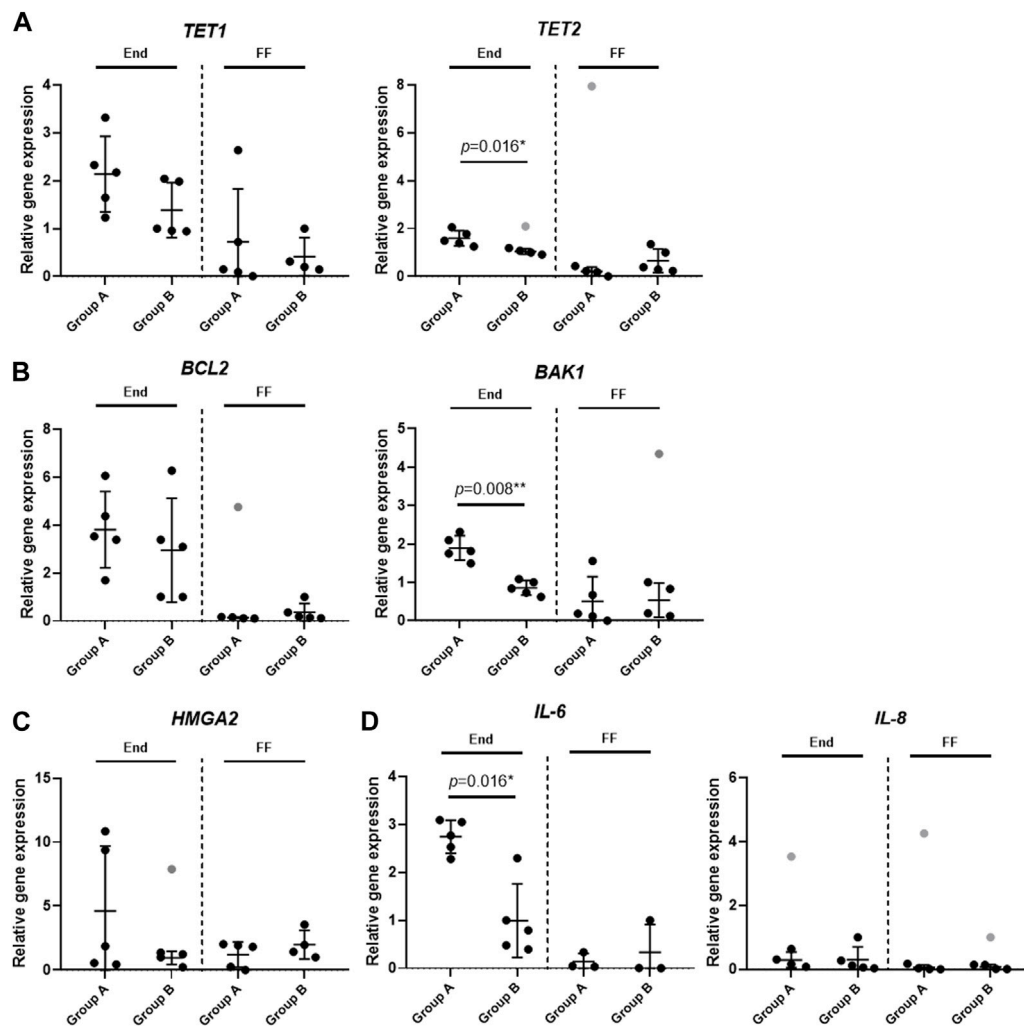 A
TET1
End FF
Relative gene expression
4
3
2
1
0
Group A Group B Group A Group B
TET2
End FF
Relative gene expression
8
6
4
2
0
p=0.016*
Group A Group B Group A Group B
B
BCL2
End FF
Relative gene expression
8
6
4
2
0
Group A Group B Group A Group B
BAK1
End FF
Relative gene expression
5
4
3
2
1
0
p=0.008**
Group A Group B Group A Group B
C
HMGA2
End FF
Relative gene expression
15
10
5
0
Group A Group B Group A Group B
D
IL-6
End FF
Relative gene expression
4
3
2
1
0
p=0.016*
Group A Group B Group A Group B
IL-8
End FF
Relative gene expression
6
4
2
0
Group A Group B Group A Group B